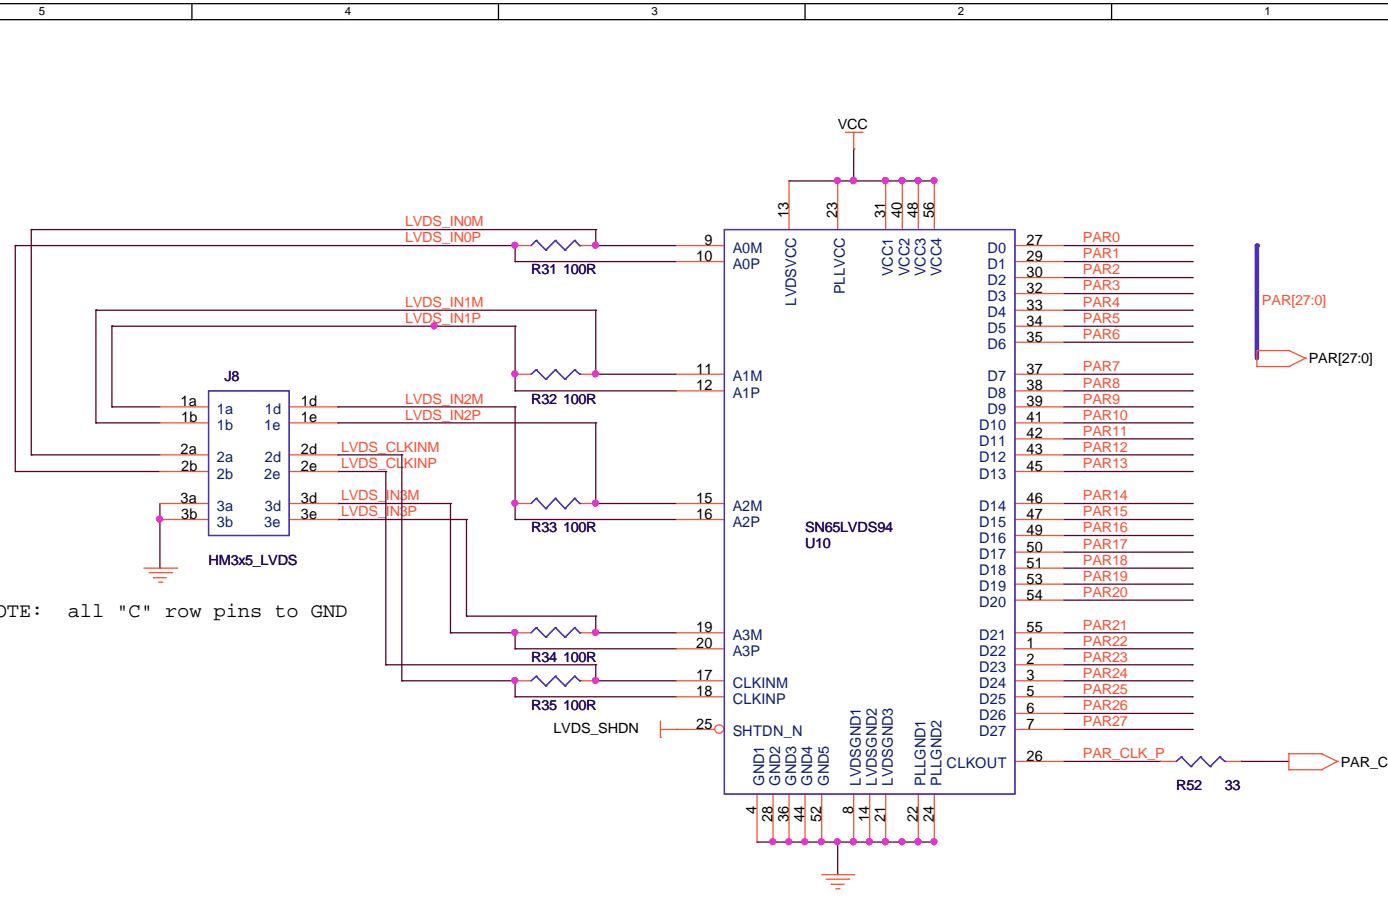 5 4 3 2 1
VCC
13 23 31 40 48 56
LVDSVCC PLLVCC VCC1 VCC2 VCC3 VCC4
LVDS_IN0M
LVDS_IN0P
R31 100R
9 A0M
10 A0P
LVDS_IN1M
LVDS_IN1P
R32 100R
11 A1M
12 A1P
J8
1a 1a 1d 1d LVDS_IN2M
1b 1b 1e 1e LVDS_IN2P
2a 2a 2d 2d LVDS_CLKINM
2b 2b 2e 2e LVDS_CLKINP
3a 3a 3d 3d LVDS_IN3M
3b 3b 3e 3e LVDS_IN3P
HM3x5_LVDS
OTE: all "C" row pins to GND
R33 100R
15 A2M
16 A2P
SN65LVDS94
U10
R34 100R
19 A3M
20 A3P
R35 100R
17 CLKINM
18 CLKINP
LVDS_SHDN 25 SHTDN_N
D0 27 PAR0
D1 29 PAR1
D2 30 PAR2
D3 32 PAR3
D4 33 PAR4
D5 34 PAR5
D6 35 PAR6
D7 37 PAR7
D8 38 PAR8
D9 39 PAR9
D10 41 PAR10
D11 42 PAR11
D12 43 PAR12
D13 45 PAR13
D14 46 PAR14
D15 47 PAR15
D16 49 PAR16
D17 50 PAR17
D18 51 PAR18
D19 53 PAR19
D20 54 PAR20
D21 55 PAR21
D22 1 PAR22
D23 2 PAR23
D24 3 PAR24
D25 5 PAR25
D26 6 PAR26
D27 7 PAR27
CLKOUT 26 PAR_CLK_P
R52 33
PAR_C
PAR[27:0]
PAR[27:0]
GND1 GND2 GND3 GND4 GND5 LVDSGND1 LVDSGND2 LVDSGND3 PLLGND1 PLLGND2
4 28 36 44 52 8 14 21 22 24